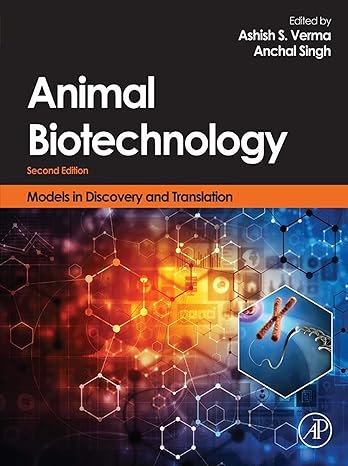 Edited by
Ashish S. Verma
Anchal Singh
Animal
Biotechnology
Second Edition
Models in Discovery and Translation
AP